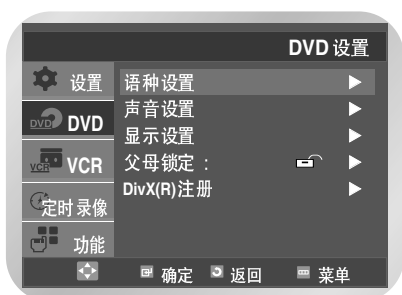 DVD 设置
设置
DVD
VCR
定时录像
功能
语种设置
声音设置
显示设置
父母锁定 :
DivX(R)注册
确定 返回 菜单